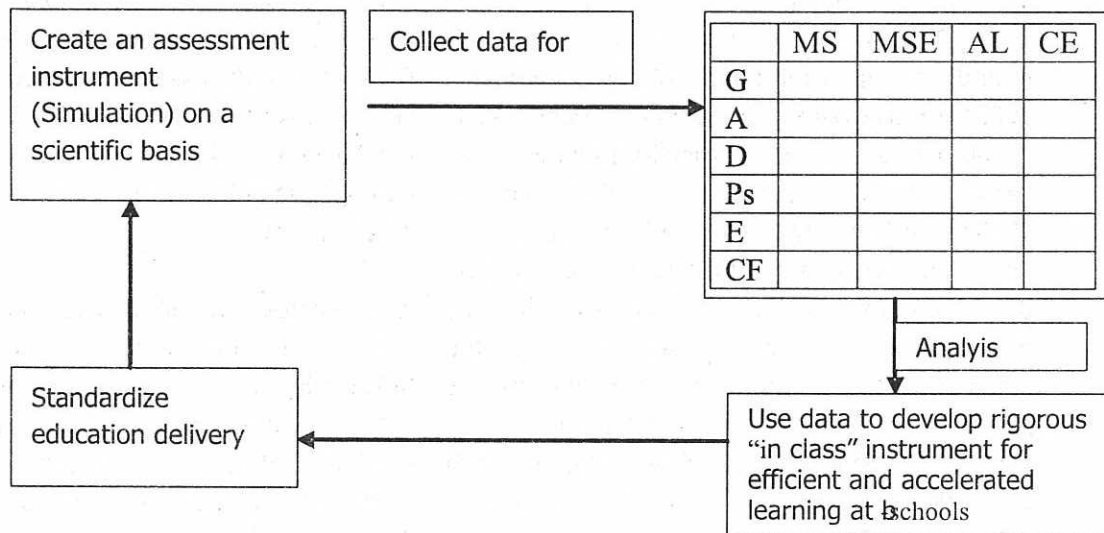 Create an assessment
instrument
(Simulation) on a
scientific basis
Collect data for
MS MSE AL CE
G
A
D
Ps
E
CF
Analyis
Use data to develop rigorous
“in class” instrument for
efficient and accelerated
learning at b-schools
Standardize
education delivery